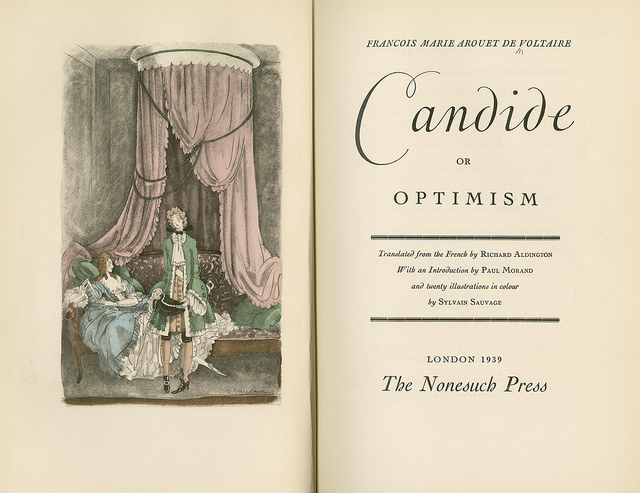 FRANCOIS MARIE AROUET DE VOLTAIRE
Candide
OR
OPTIMISM
Translated from the French by RICHARD ALDINGTON
With an Introduction by PAUL MORAND
and twenty illustrations in colour
by SYLVAIN SAUVAGE
LONDON 1939
The Nonesuch Press